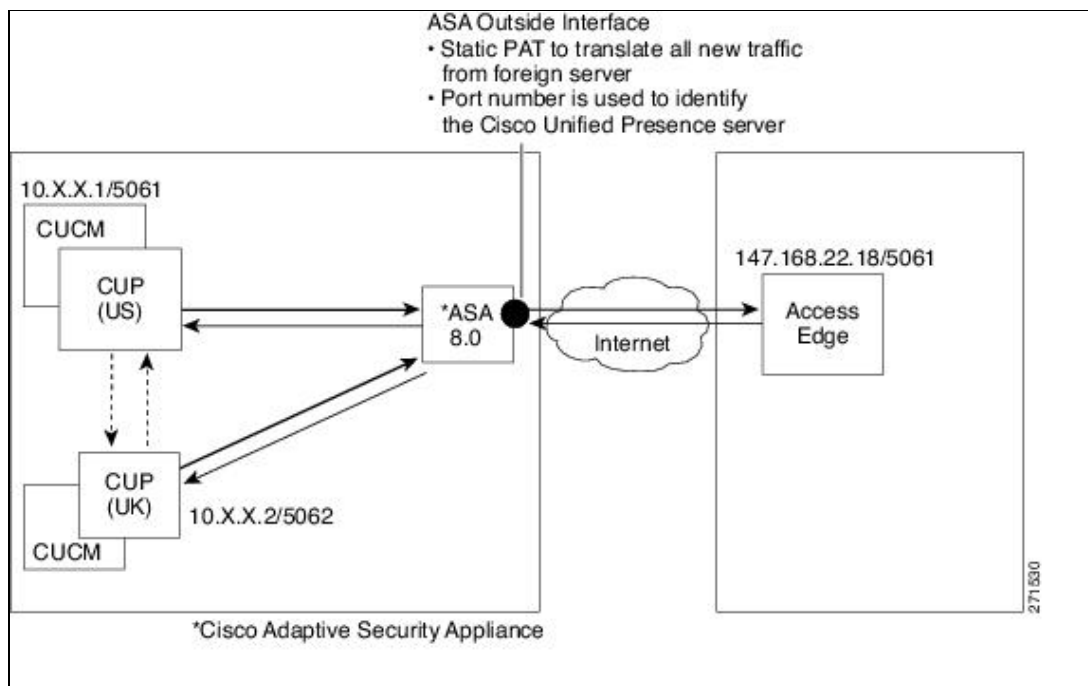 ASA Outside Interface
• Static PAT to translate all new traffic
from foreign server
• Port number is used to identify
the Cisco Unified Presence server
10.X.X.1/5061
CUCM
CUP
(US)
*ASA
8.0
Internet
147.168.22.18/5061
Access
Edge
CUP
(UK)
10.X.X.2/5062
CUCM
271530
*Cisco Adaptive Security Appliance